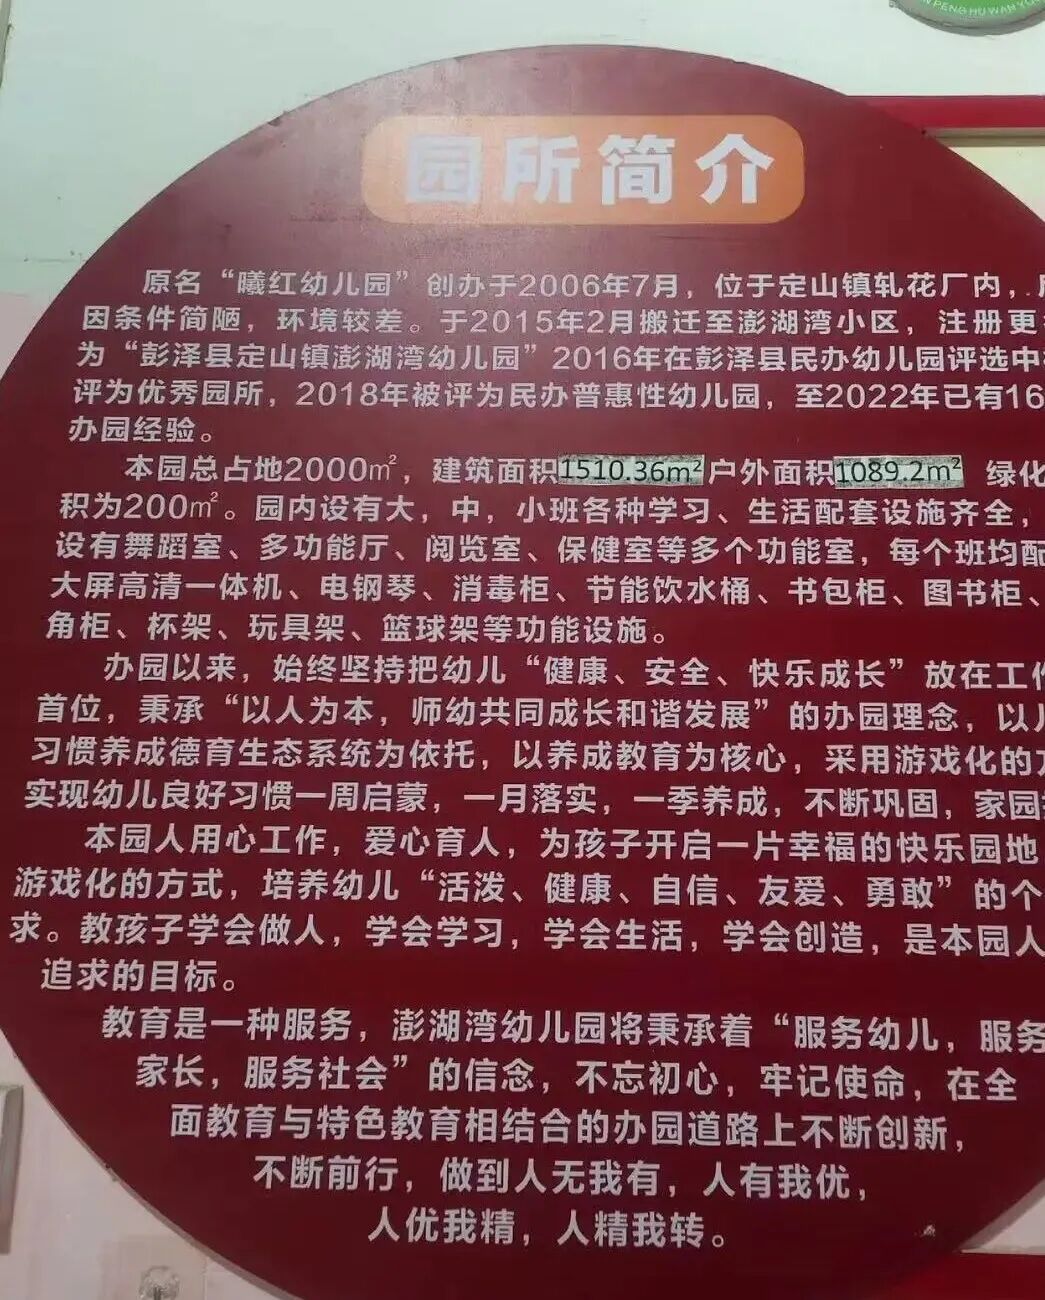 PENG HU WAN YOU
园所简介
原名“曦红幼儿园”创办于2006年7月，位于定山镇轧花厂内，
因条件简陋，环境较差。于2015年2月搬迁至澎湖湾小区，注册更
为“彭泽县定山镇澎湖湾幼儿园”2016年在彭泽县民办幼儿园评选中
评为优秀园所，2018年被评为民办普惠性幼儿园，至2022年已有16
办园经验。
本园总占地2000㎡，建筑面积1510.36m²户外面积1089.2m² 绿化
积为200㎡。园内设有大，中，小班各种学习、生活配套设施齐全，
设有舞蹈室、多功能厅、阅览室、保健室等多个功能室，每个班均配
大屏高清一体机、电钢琴、消毒柜、节能饮水桶、书包柜、图书柜、
角柜、杯架、玩具架、篮球架等功能设施。
办园以来，始终坚持把幼儿“健康、安全、快乐成长”放在工作
首位，秉承“以人为本，师幼共同成长和谐发展”的办园理念，以儿
习惯养成德育生态系统为依托，以养成教育为核心，采用游戏化的方
实现幼儿良好习惯一周启蒙，一月落实，一季养成，不断巩固，家园
本园人用心工作，爱心育人，为孩子开启一片幸福的快乐园地
游戏化的方式，培养幼儿“活泼、健康、自信、友爱、勇敢”的个
求。教孩子学会做人，学会学习，学会生活，学会创造，是本园人
追求的目标。
教育是一种服务，澎湖湾幼儿园将秉承着“服务幼儿，服务
家长，服务社会”的信念，不忘初心，牢记使命，在全
面教育与特色教育相结合的办园道路上不断创新，
不断前行，做到人无我有，人有我优，
人优我精，人精我转。